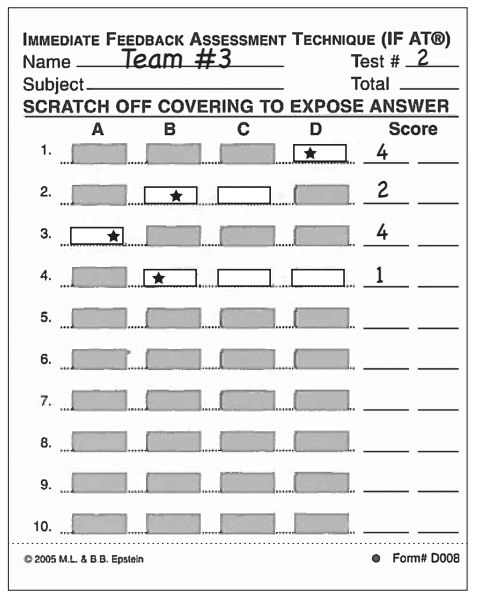 IMMEDIATE FEEDBACK ASSESSMENT TECHNIQUE (IF AT®)
Name Team #3 Test # 2
Subject Total
SCRATCH OFF COVERING TO EXPOSE ANSWER
A B C D Score
1. 4
2. 2
3. 4
4. 1
5.
6.
7.
8.
9.
10.
© 2005 M.L. & B.B. Epstein Form# D008